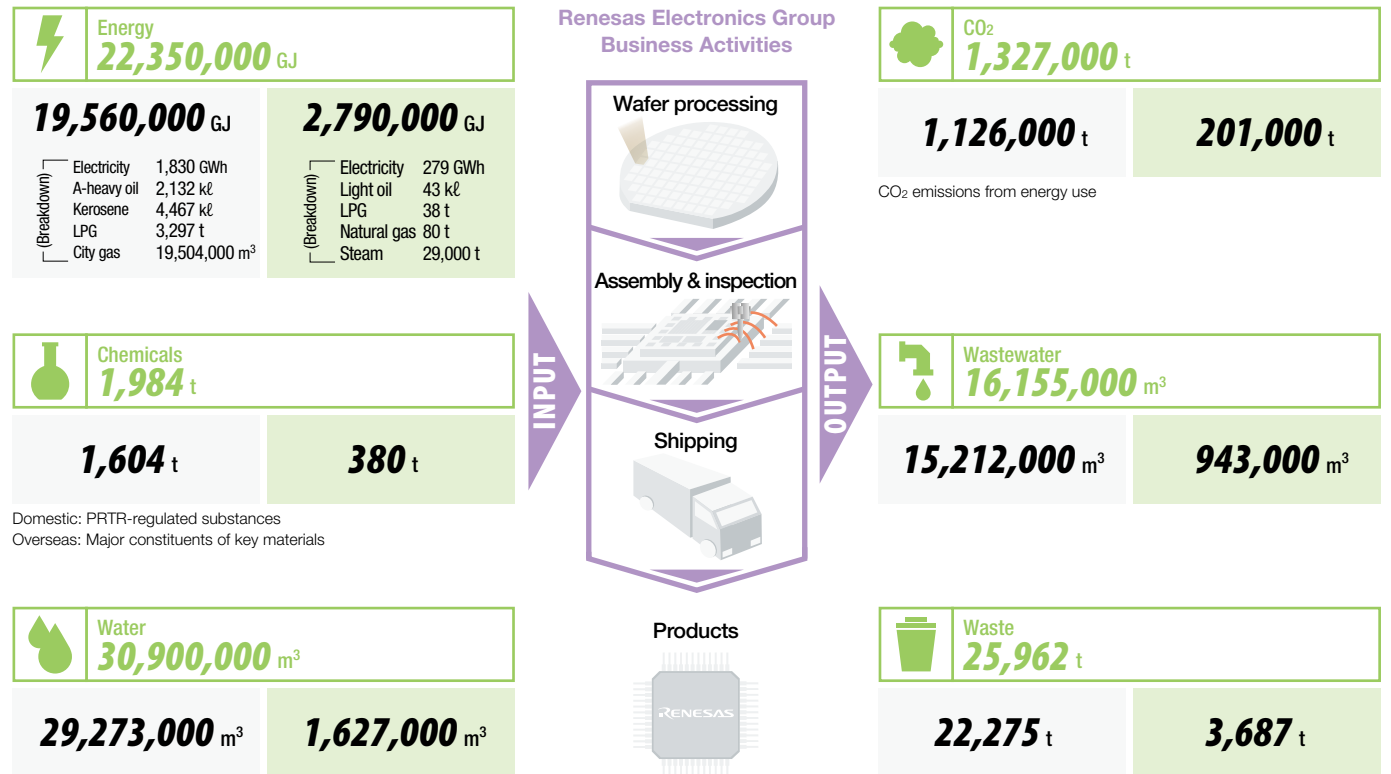 Energy
22,350,000 GJ
19,560,000 GJ
(Breakdown)
Electricity 1,830 GWh
A-heavy oil 2,132 kℓ
Kerosene 4,467 kℓ
LPG 3,297 t
City gas 19,504,000 m³
2,790,000 GJ
(Breakdown)
Electricity 279 GWh
Light oil 43 kℓ
LPG 38 t
Natural gas 80 t
Steam 29,000 t
Chemicals
1,984 t
1,604 t
380 t
Domestic: PRTR-regulated substances
Overseas: Major constituents of key materials
Water
30,900,000 m³
29,273,000 m³
1,627,000 m³
INPUT
Renesas Electronics Group
Business Activities
Wafer processing
Assembly & inspection
Shipping
Products
RENESAS
OUTPUT
CO₂
1,327,000 t
1,126,000 t
201,000 t
CO₂ emissions from energy use
Wastewater
16,155,000 m³
15,212,000 m³
943,000 m³
Waste
25,962 t
22,275 t
3,687 t